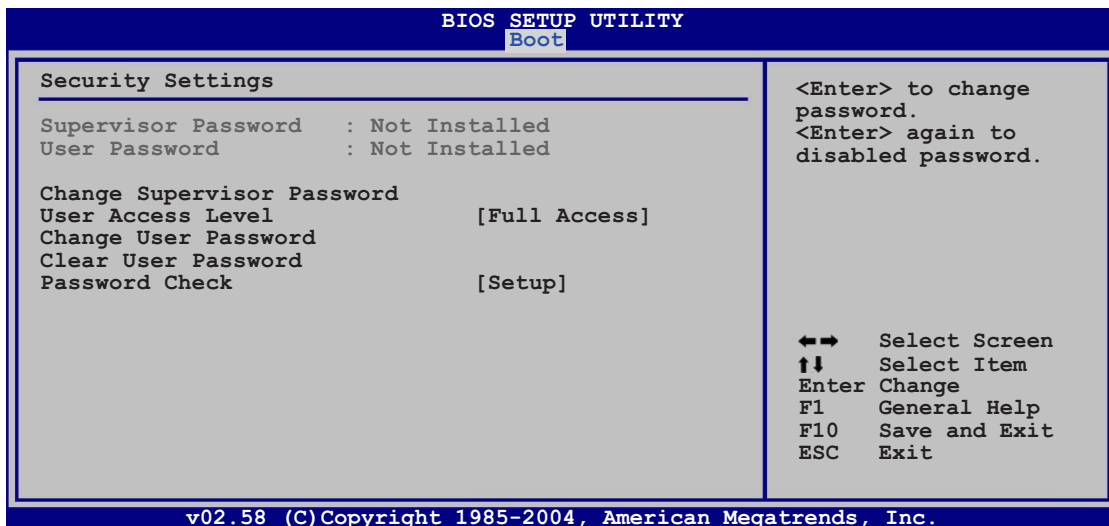 BIOS SETUP UTILITY
Boot
Security Settings
Supervisor Password : Not Installed
User Password : Not Installed
Change Supervisor Password
User Access Level [Full Access]
Change User Password
Clear User Password
Password Check [Setup]
<Enter> to change
password.
<Enter> again to
disabled password.
←→ Select Screen
↑↓ Select Item
Enter Change
F1 General Help
F10 Save and Exit
ESC Exit
v02.58 (C)Copyright 1985-2004, American Megatrends, Inc.